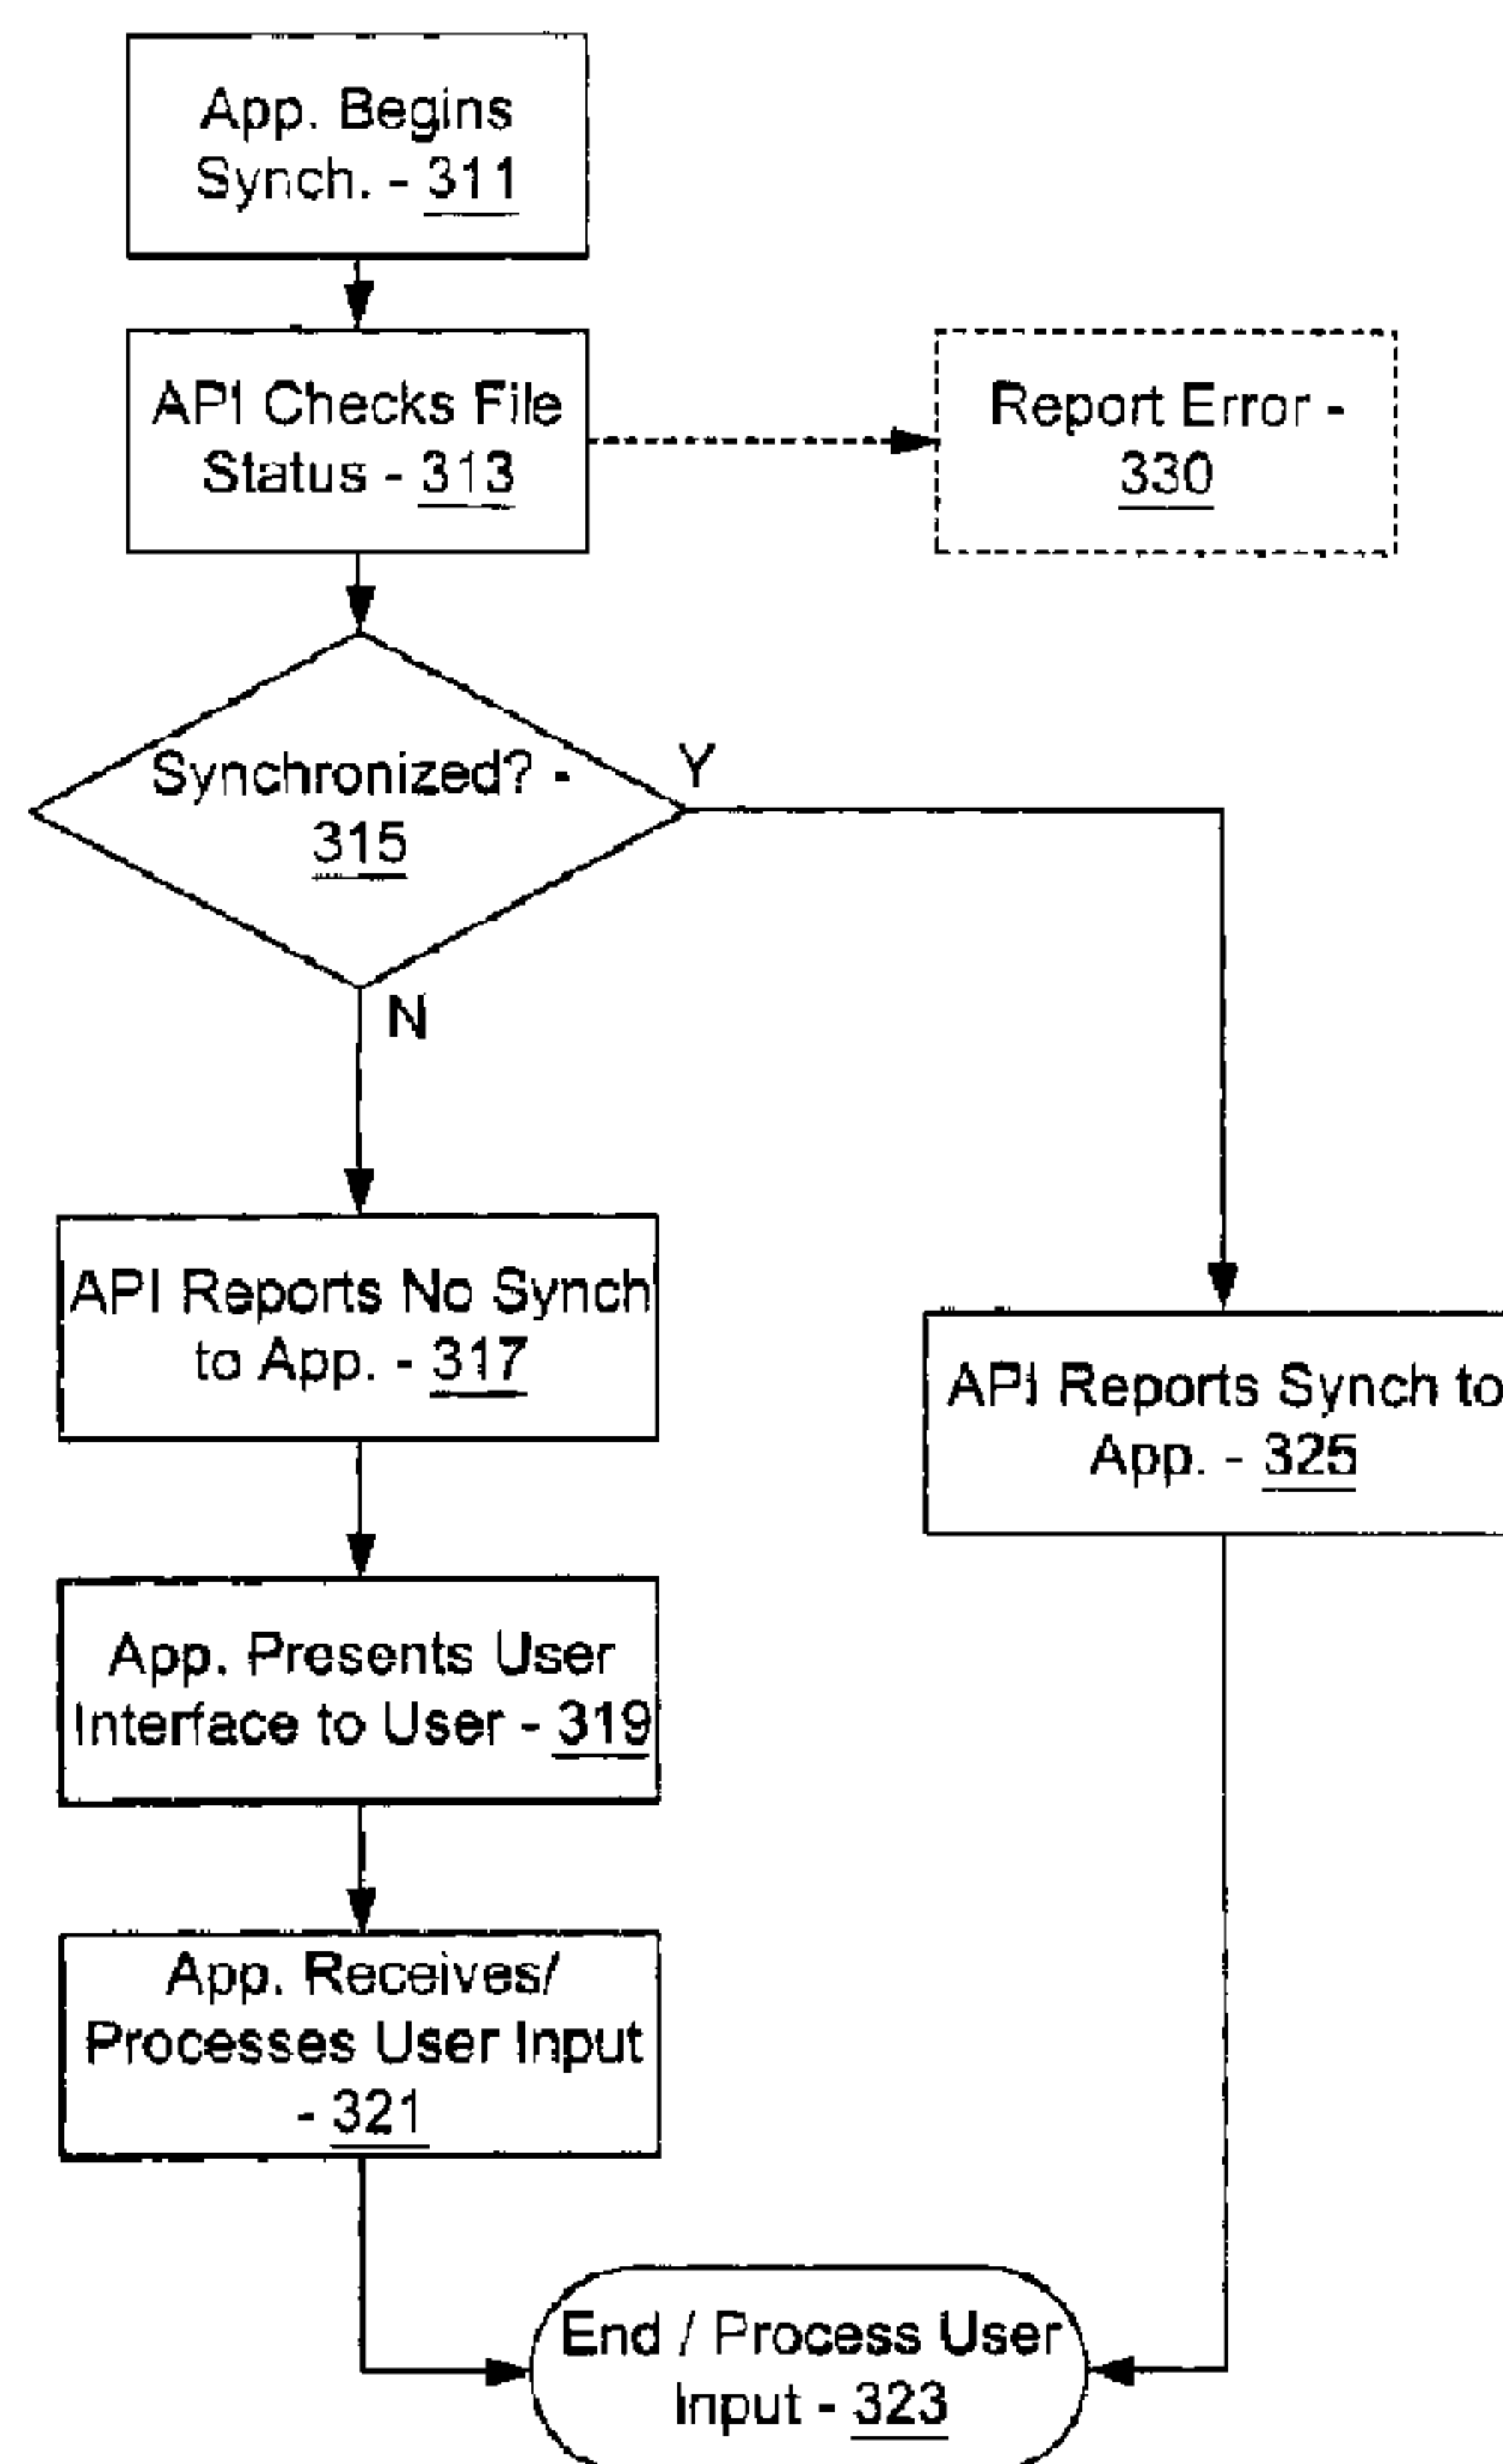 App. Begins
Synch. - 311
API Checks File
Status - 313
Report Error -
330
Synchronized? -
315
Y
N
API Reports No Synch
to App. - 317
API Reports Synch to
App. - 325
App. Presents User
Interface to User - 319
App. Receives/
Processes User Input
- 321
End / Process User
Input - 323